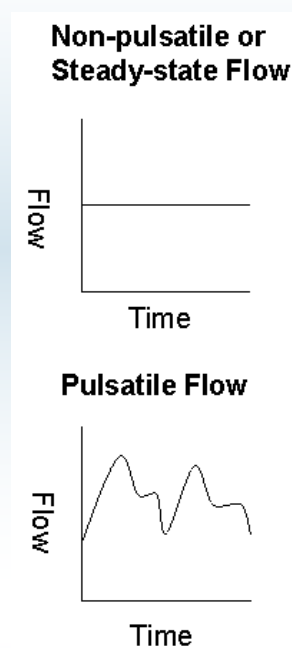 Non-pulsatile or
Steady-state Flow
Flow
Time
Pulsatile Flow
Flow
Time